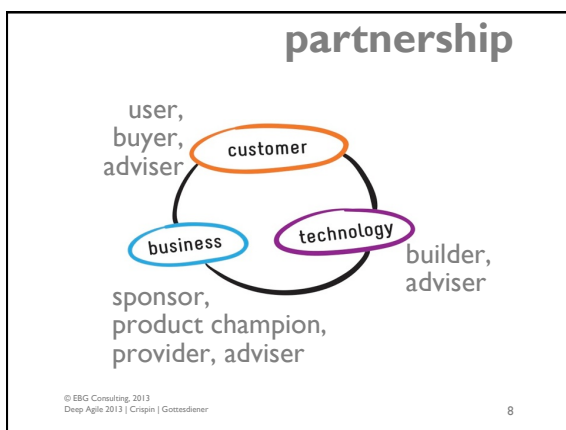 partnership
user,
buyer,
adviser
customer
business
technology
builder,
adviser
sponsor,
product champion,
provider, adviser
© EBG Consulting, 2013
Deep Agile 2013 | Crispin | Gottesdiener
8